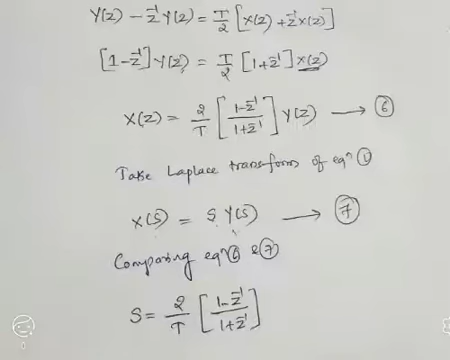 Y(z) - z⁻¹ Y(z) = T/2 [X(z) + z⁻¹ X(z)]
[1 - z⁻¹] Y(z) = T/2 [1 + z⁻¹] X(z)
X(z) = 2/T [1 - z⁻¹ / 1 + z⁻¹] Y(z) → ⑥
Take Laplace transform of eqⁿ ①
X(s) = S Y(s) → ⑦
Comparing eqⁿ ⑥ & ⑦
S = 2/T [1 - z⁻¹ / 1 + z⁻¹]